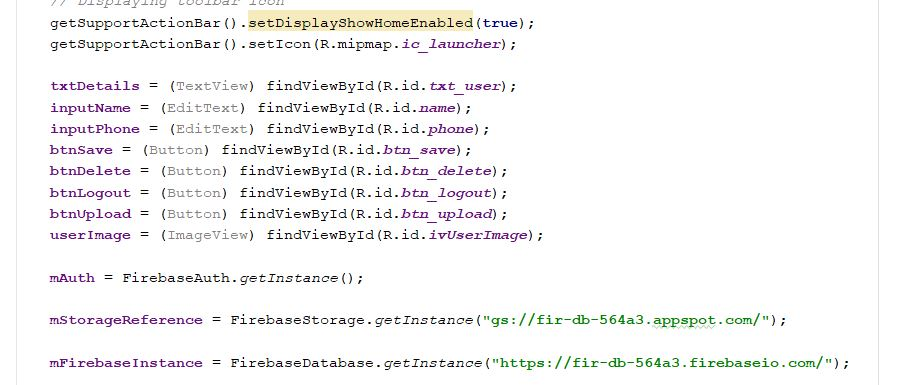 // Displaying toolbar icon
getSupportActionBar().setDisplayShowHomeEnabled(true);
getSupportActionBar().setIcon(R.mipmap.ic_launcher);
txtDetails = (TextView) findViewById(R.id.txt_user);
inputName = (EditText) findViewById(R.id.name);
inputPhone = (EditText) findViewById(R.id.phone);
btnSave = (Button) findViewById(R.id.btn_save);
btnDelete = (Button) findViewById(R.id.btn_delete);
btnLogout = (Button) findViewById(R.id.btn_logout);
btnUpload = (Button) findViewById(R.id.btn_upload);
userImage = (ImageView) findViewById(R.id.ivUserImage);
mAuth = FirebaseAuth.getInstance();
mStorageReference = FirebaseStorage.getInstance("gs://fir-db-564a3.appspot.com/");
mFirebaseInstance = FirebaseDatabase.getInstance("https://fir-db-564a3.firebaseio.com/");